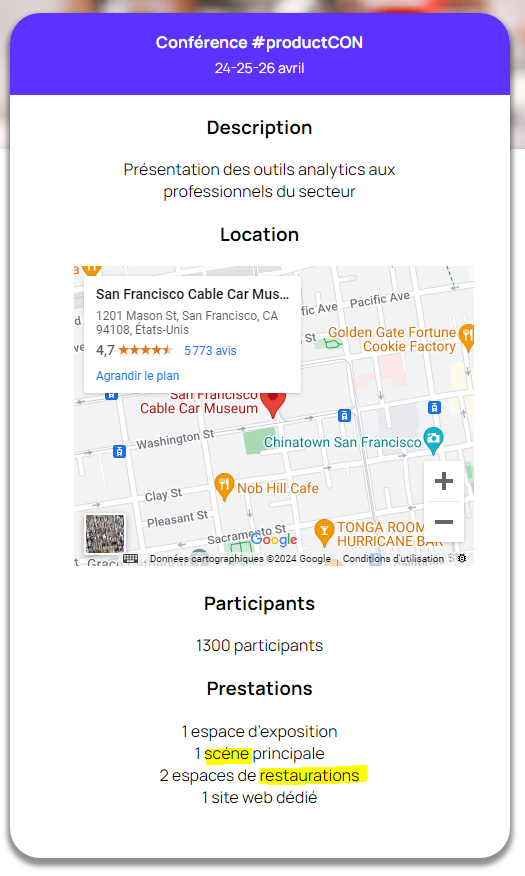 Conférence #productCON
24-25-26 avril
Description
Présentation des outils analytics aux
professionnels du secteur
Location
San Francisco Cable Car Mus...
1201 Mason St, San Francisco, CA
94108, États-Unis
4,7 5 773 avis
Agrandir le plan
Pacific Ave
Pacific Ave
Golden Gate Fortune
Cookie Factory
San Francisco
Cable Car Museum
Washington St
Chinatown San Francisco
Clay St
Nob Hill Cafe
Pleasant St
Sacramento St
TONGA ROOM
HURRICANE BAR
Google
Données cartographiques ©2024 Google Conditions d'utilisation
Participants
1300 participants
Prestations
1 espace d'exposition
1 scéne principale
2 espaces de restaurations
1 site web dédié